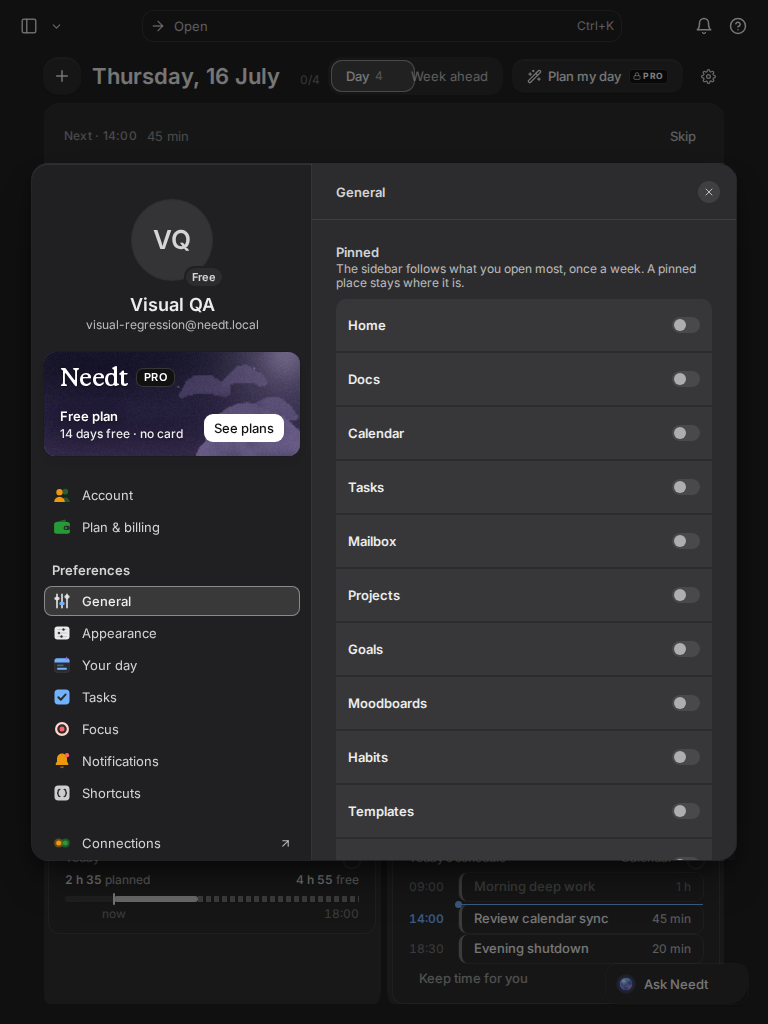 Open
Ctrl+K
Thursday, 16 July
0/4
Day 4
Week ahead
Plan my day
PRO
Next · 14:00 45 min
Skip
VQ
Free
Visual QA
visual-regression@needt.local
Needt PRO
Free plan
14 days free · no card
See plans
Account
Plan & billing
Preferences
General
Appearance
Your day
Tasks
Focus
Notifications
Shortcuts
Connections
General
Pinned
The sidebar follows what you open most, once a week. A pinned
place stays where it is.
Home
Docs
Calendar
Tasks
Mailbox
Projects
Goals
Moodboards
Habits
Templates
2 h 35 planned
4 h 55 free
now
18:00
09:00 Morning deep work 1 h
14:00 Review calendar sync 45 min
18:30 Evening shutdown 20 min
Keep time for you
Ask Needt